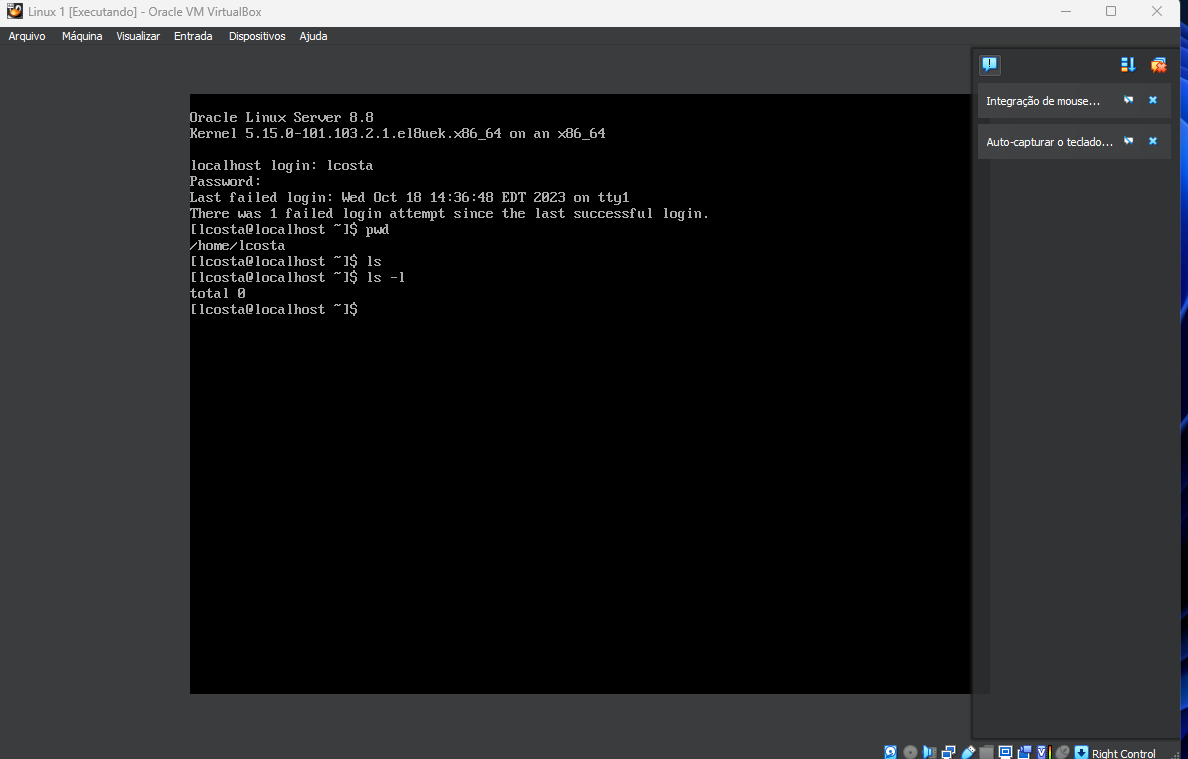 Linux 1 [Executando] - Oracle VM VirtualBox
Arquivo Máquina Visualizar Entrada Dispositivos Ajuda
Integração de mouse...
Auto-capturar o teclado...
Oracle Linux Server 8.8
Kernel 5.15.0-101.103.2.1.el8uek.x86_64 on an x86_64
localhost login: lcosta
Password:
Last failed login: Wed Oct 18 14:36:48 EDT 2023 on tty1
There was 1 failed login attempt since the last successful login.
[lcosta@localhost ~]$ pwd
/home/lcosta
[lcosta@localhost ~]$ ls
[lcosta@localhost ~]$ ls -l
total 0
[lcosta@localhost ~]$
Right Control